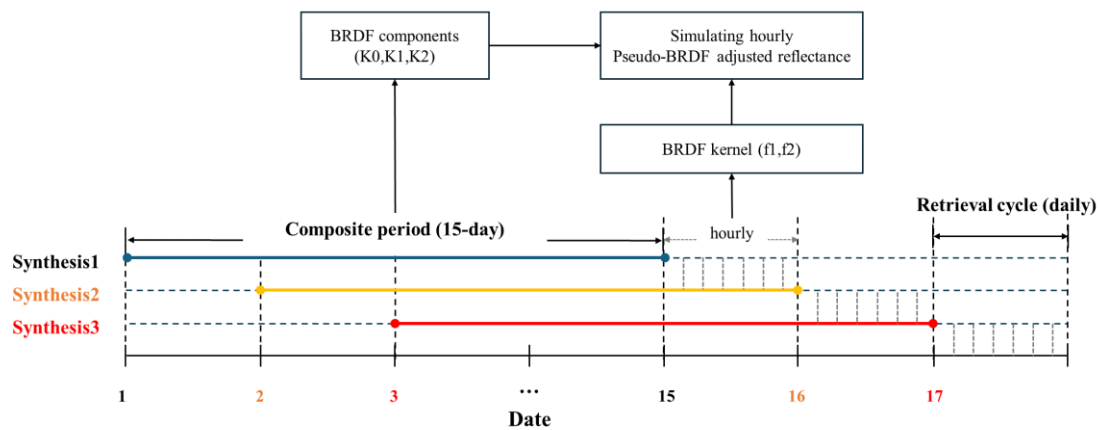 BRDF components
(K0,K1,K2)
Simulating hourly
Pseudo-BRDF adjusted reflectance
BRDF kernel (f1,f2)
Retrieval cycle (daily)
Composite period (15-day)
hourly
Synthesis1
Synthesis2
Synthesis3
1 2 3 ... 15 16 17
Date